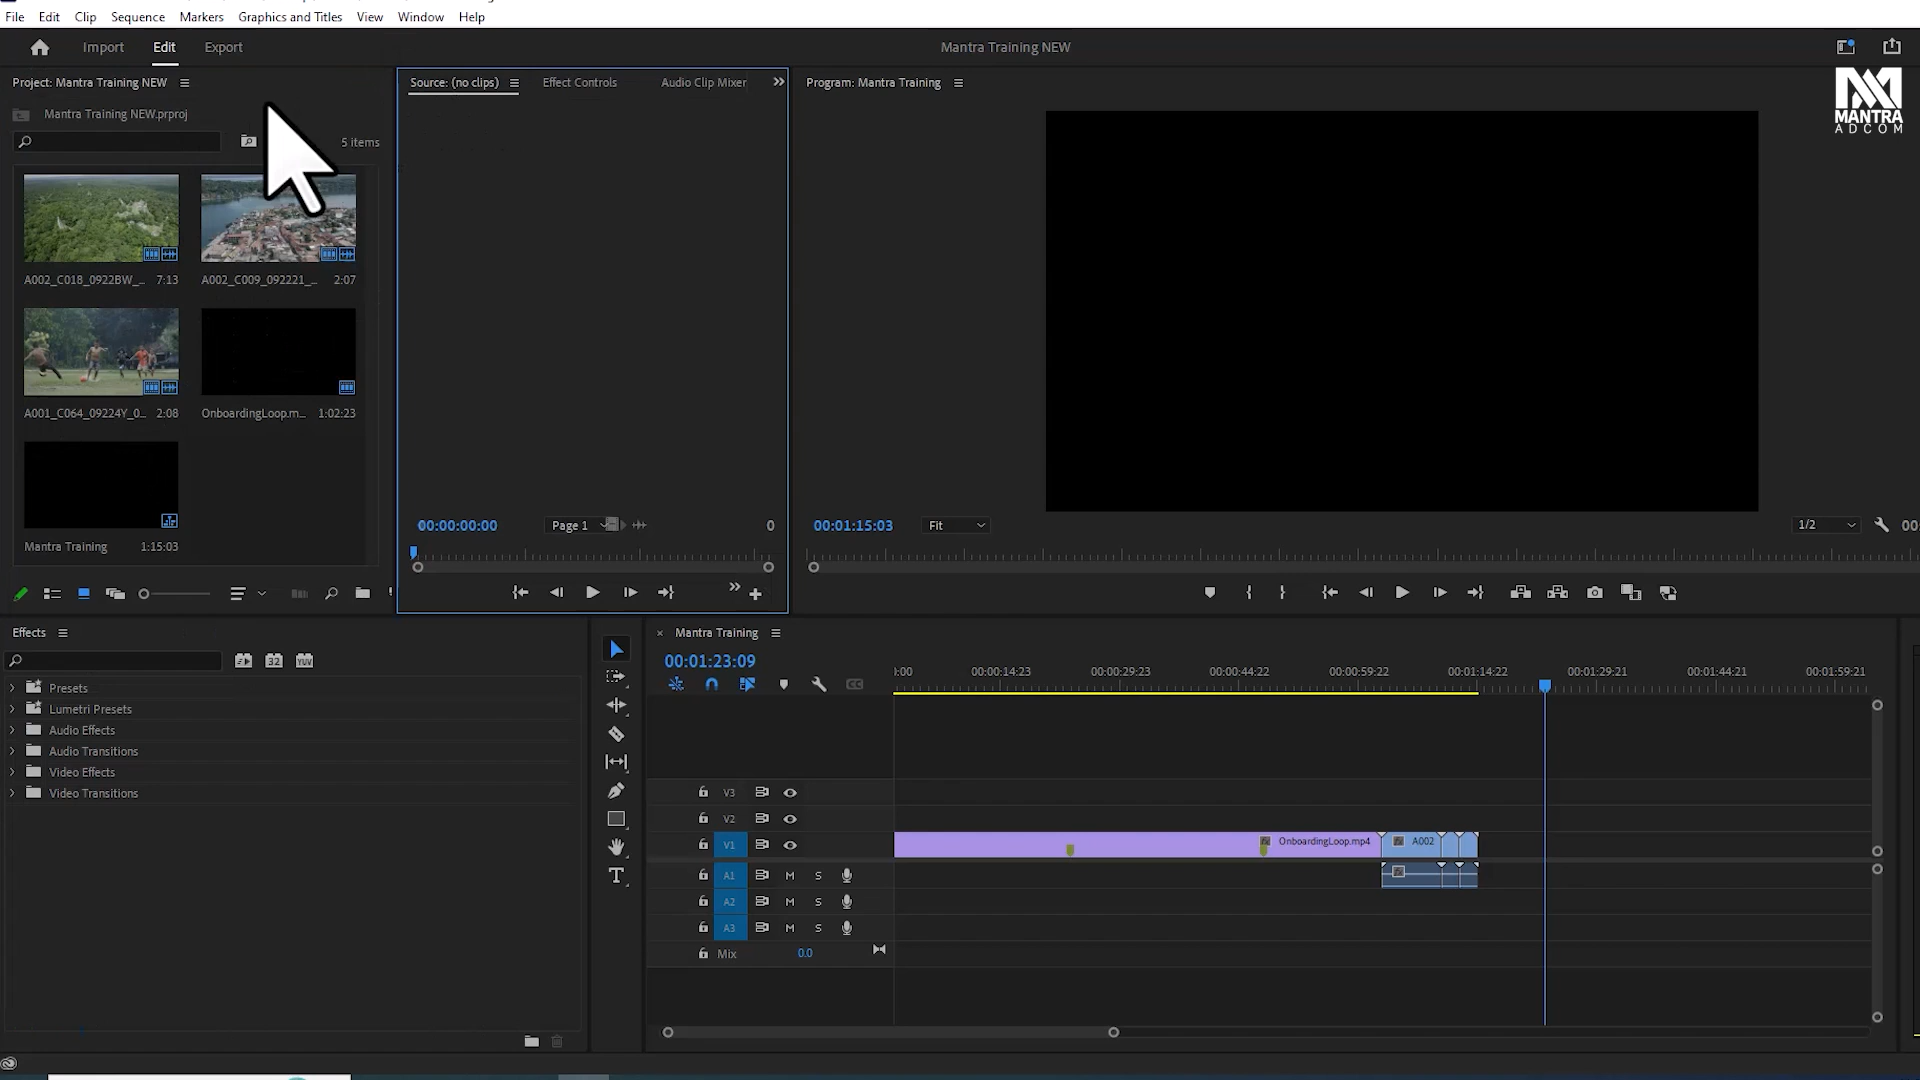 File Edit Clip Sequence Markers Graphics and Titles View Window Help
Import Edit Export
Mantra Training NEW
MANTRA
ADCOM
Project: Mantra Training NEW
Source: (no clips) Effect Controls Audio Clip Mixer
Program: Mantra Training
Mantra Training NEW.prproj
5 items
A002_C018_0922BW_... 7:13
A002_C009_092221_... 2:07
A001_C064_09224Y_0... 2:08
OnboardingLoop.m... 1:02:23
Mantra Training 1:15:03
00:00:00:00 Page 1 0
00:01:15:03 Fit 1/2 00:
Effects
32 YUV
Presets
Lumetri Presets
Audio Effects
Audio Transitions
Video Effects
Video Transitions
Mantra Training
00:01:23:09
:00:00 00:00:14:23 00:00:29:23 00:00:44:22 00:00:59:22 00:01:14:22 00:01:29:21 00:01:44:21 00:01:59:21
CC
V3
V2
V1 OnboardingLoop.mp4 A002
A1 M S
A2 M S
A3 M S
Mix 0.0